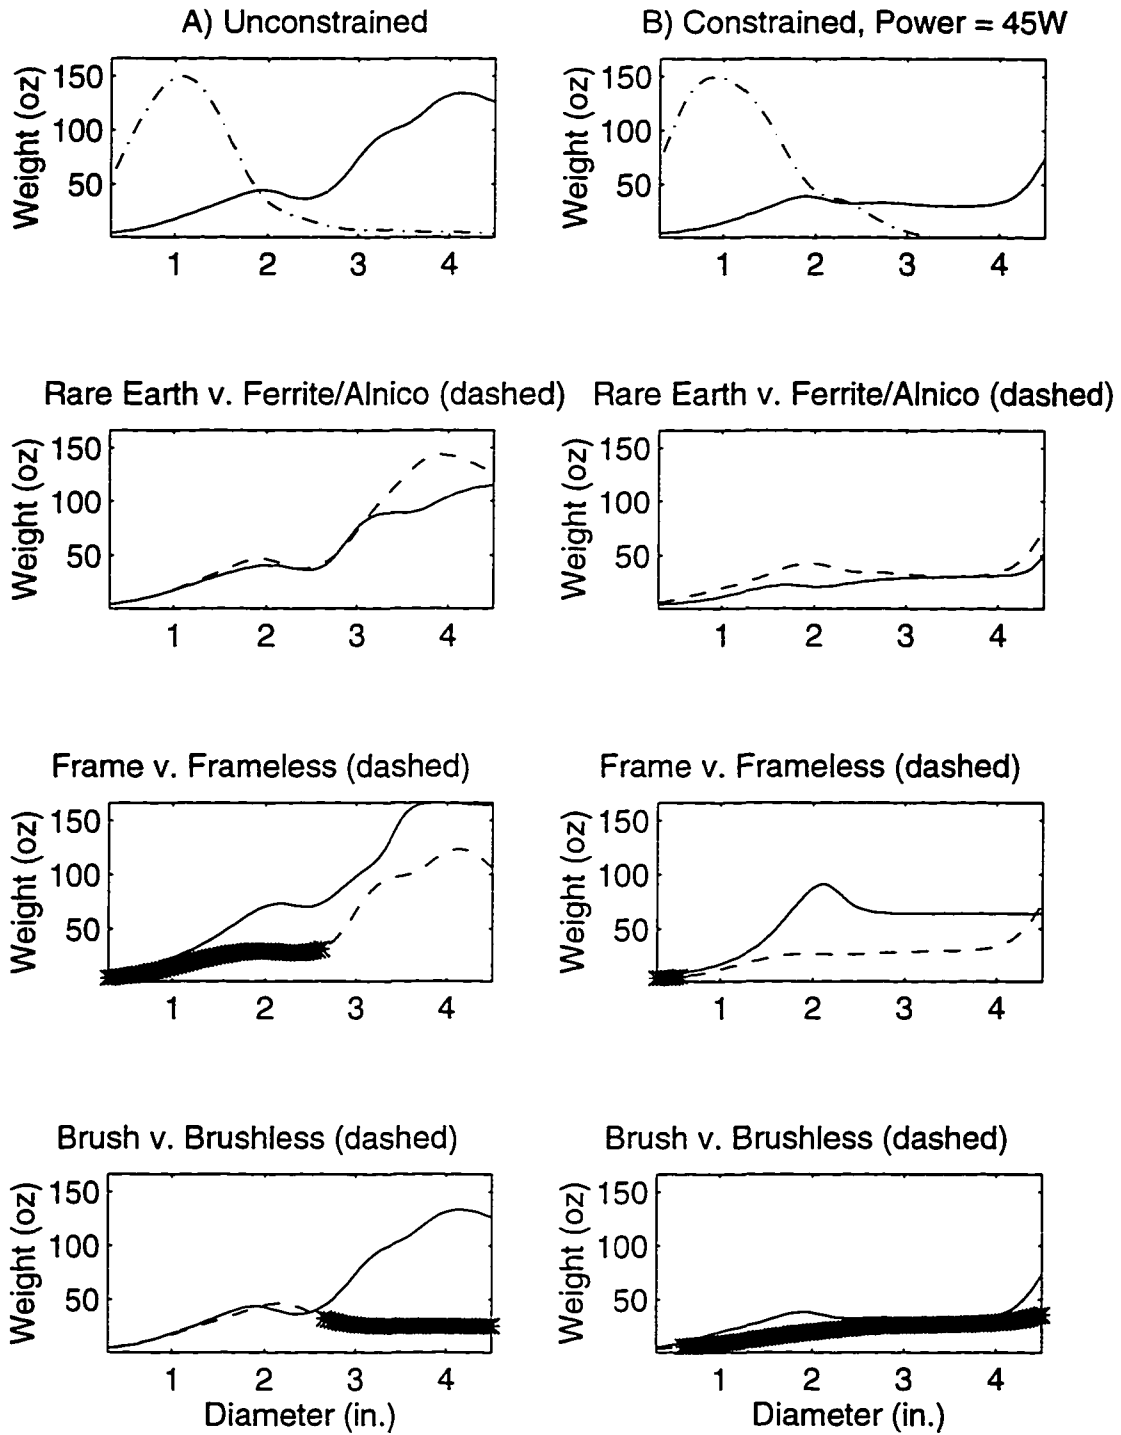 A) Unconstrained
B) Constrained, Power = 45W
Weight (oz)
150
100
50
1 2 3 4
Weight (oz)
150
100
50
1 2 3 4
Rare Earth v. Ferrite/Alnico (dashed)
Rare Earth v. Ferrite/Alnico (dashed)
Weight (oz)
150
100
50
1 2 3 4
Weight (oz)
150
100
50
1 2 3 4
Frame v. Frameless (dashed)
Frame v. Frameless (dashed)
Weight (oz)
150
100
50
1 2 3 4
Weight (oz)
150
100
50
1 2 3 4
Brush v. Brushless (dashed)
Brush v. Brushless (dashed)
Weight (oz)
150
100
50
1 2 3 4
Diameter (in.)
Weight (oz)
150
100
50
1 2 3 4
Diameter (in.)